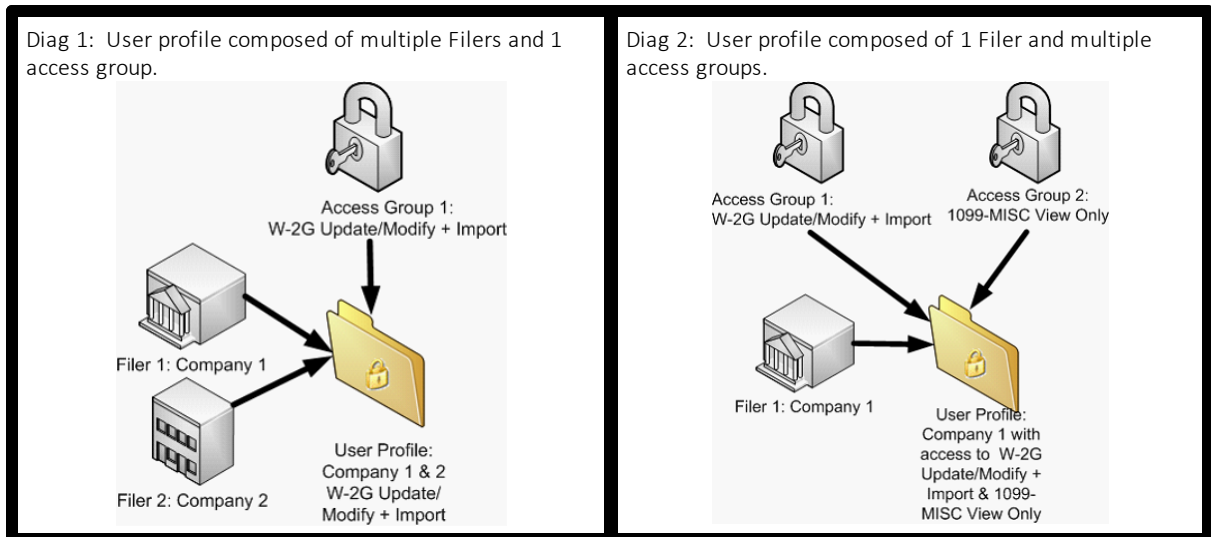 Diag 1:  User profile composed of multiple Filers and 1
access group.
Access Group 1:
W-2G Update/Modify + Import
Filer 1: Company 1
Filer 2: Company 2
User Profile:
Company 1 & 2
W-2G Update/
Modify + Import
Diag 2:  User profile composed of 1 Filer and multiple
access groups.
Access Group 1:
W-2G Update/Modify + Import
Access Group 2:
1099-MISC View Only
Filer 1: Company 1
User Profile:
Company 1 with
access to  W-2G
Update/Modify +
Import & 1099-
MISC View Only